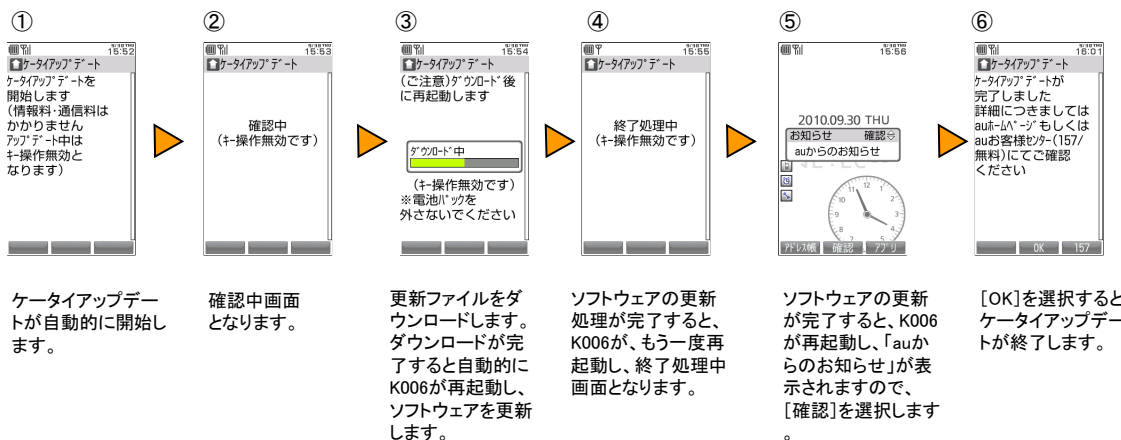 ①
15:52
ケータイアップデート
ケータイアップデートを
開始します
(情報料・通信料は
かかりません
アップデート中は
キー操作無効と
なります)
ケータイアップデー
トが自動的に開始し
ます。
②
15:53
ケータイアップデート
確認中
(キー操作無効です)
確認中画面
となります。
③
15:54
ケータイアップデート
(ご注意)ダウンロード後
に再起動します
ダウンロード中
(キー操作無効です)
※電池パックを
外さないでください
更新ファイルをダ
ウンロードします。
ダウンロードが完
了すると自動的に
K006が再起動し、
ソフトウェアを更新
します。
④
15:55
ケータイアップデート
終了処理中
(キー操作無効です)
ソフトウェアの更新
処理が完了すると、
K006が、もう一度再
起動し、終了処理中
画面となります。
⑤
15:56
2010.09.30 THU
お知らせ 確認
auからのお知らせ
アドレス帳 確認 アプリ
ソフトウェアの更新
が完了すると、K006
が再起動し、「auか
らのお知らせ」が表
示されますので、
[確認]を選択します
。
⑥
16:01
ケータイアップデート
ケータイアップデートが
完了しました
詳細につきましては
auホームページもしくは
auお客様センター(157/
無料)にてご確認
ください
OK 157
[OK]を選択すると
ケータイアップデー
トが終了します。